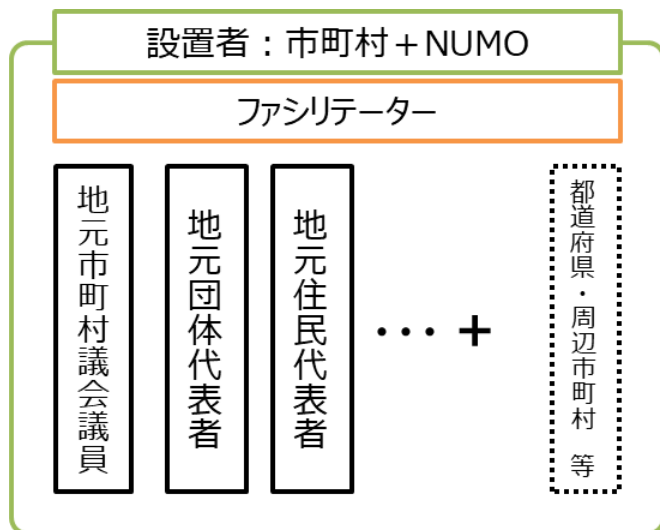 設置者：市町村＋NUMO
ファシリテーター
地元市町村議会議員
地元団体代表者
地元住民代表者
・・・＋
都道府県・周辺市町村　等